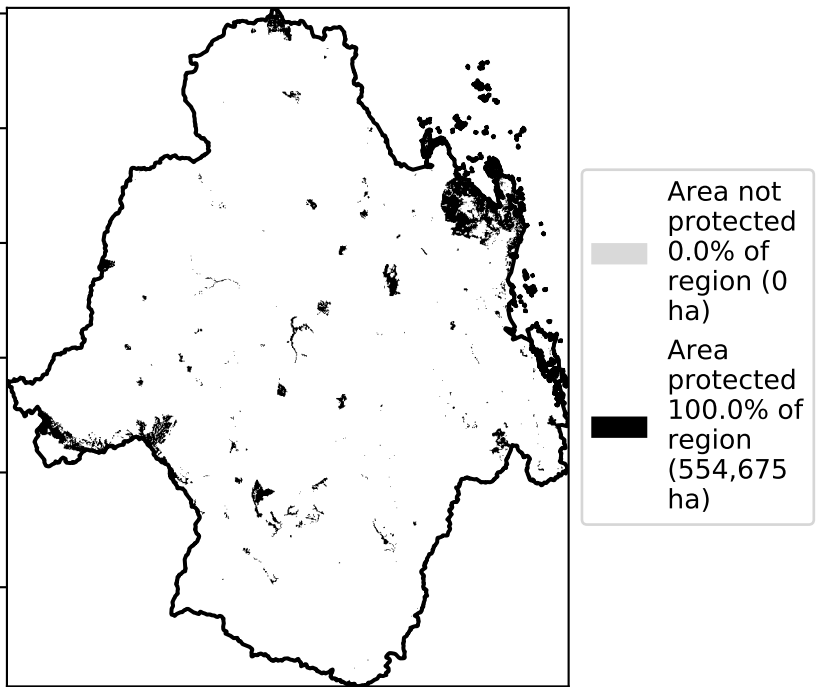 Area not
protected
0.0% of
region (0
ha)
Area
protected
100.0% of
region
(554,675
ha)